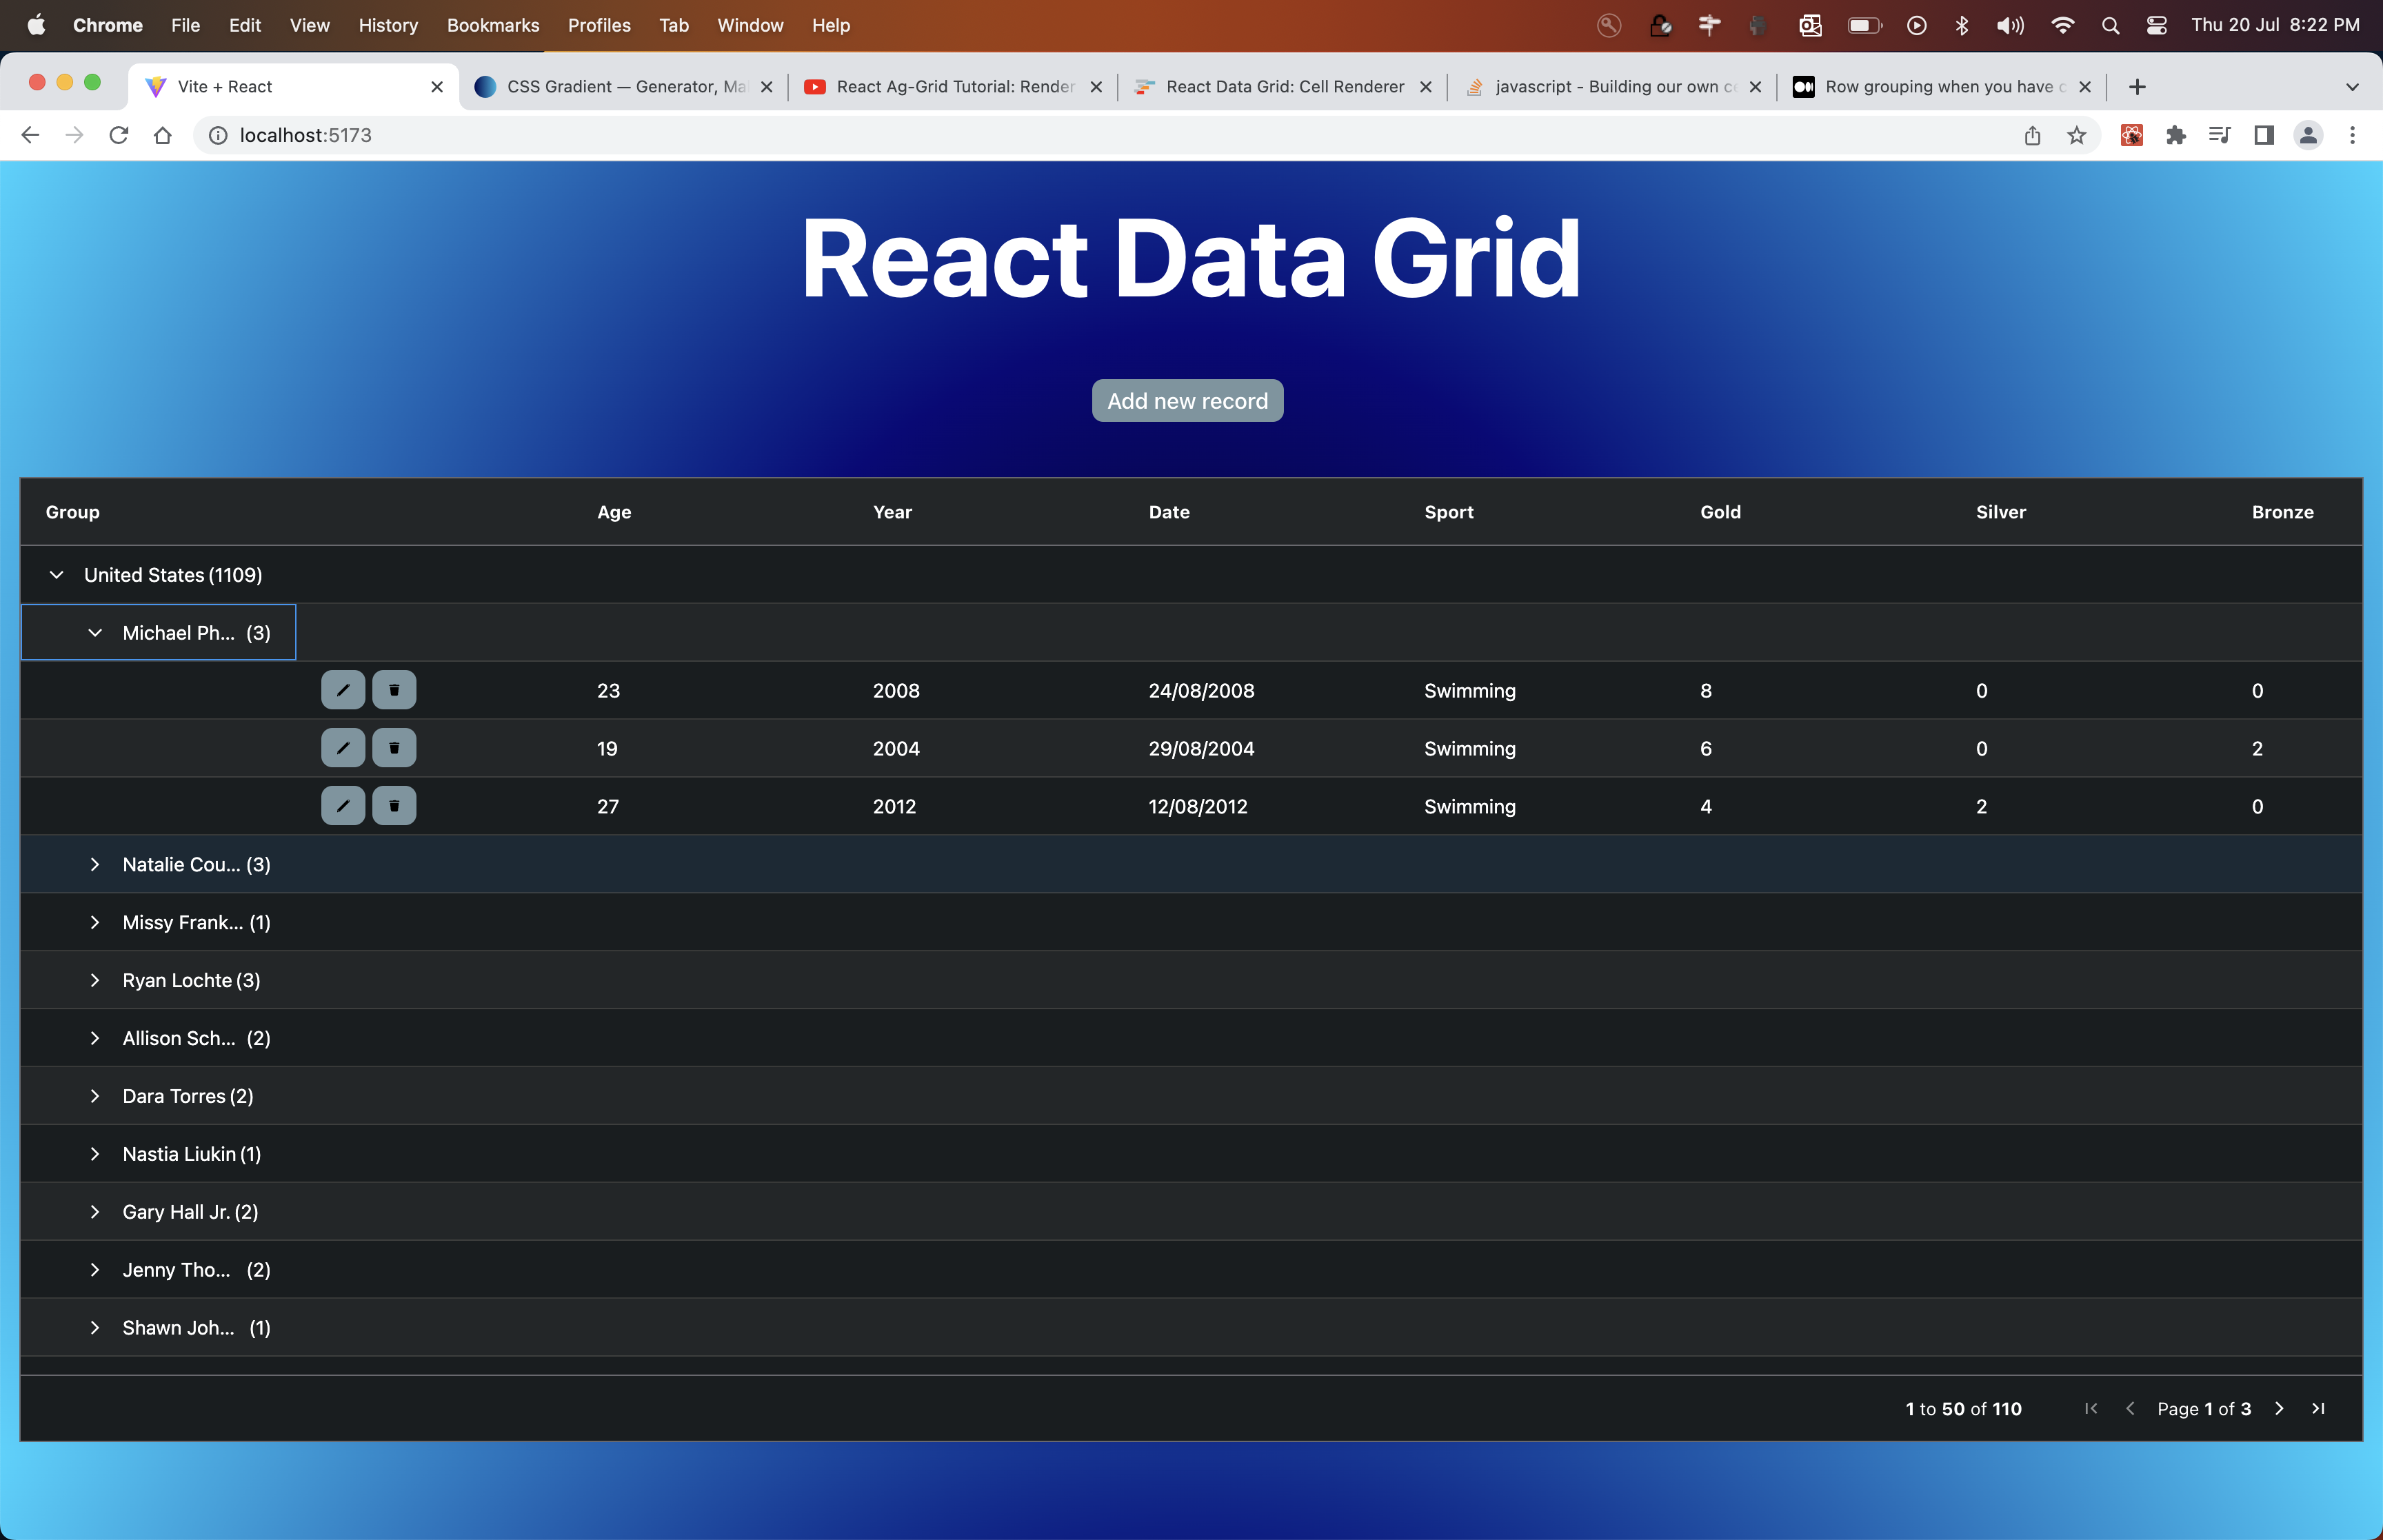 Chrome File Edit View History Bookmarks Profiles Tab Window Help Thu 20 Jul 8:22 PM
Vite + React CSS Gradient — Generator, Ma React Ag-Grid Tutorial: Render React Data Grid: Cell Renderer javascript - Building our own ce Row grouping when you have c
localhost:5173
React Data Grid
Add new record
Group Age Year Date Sport Gold Silver Bronze
United States (1109)
Michael Ph... (3)
23 2008 24/08/2008 Swimming 8 0 0
19 2004 29/08/2004 Swimming 6 0 2
27 2012 12/08/2012 Swimming 4 2 0
Natalie Cou... (3)
Missy Frank... (1)
Ryan Lochte (3)
Allison Sch... (2)
Dara Torres (2)
Nastia Liukin (1)
Gary Hall Jr. (2)
Jenny Tho... (2)
Shawn Joh... (1)
1 to 50 of 110 Page 1 of 3